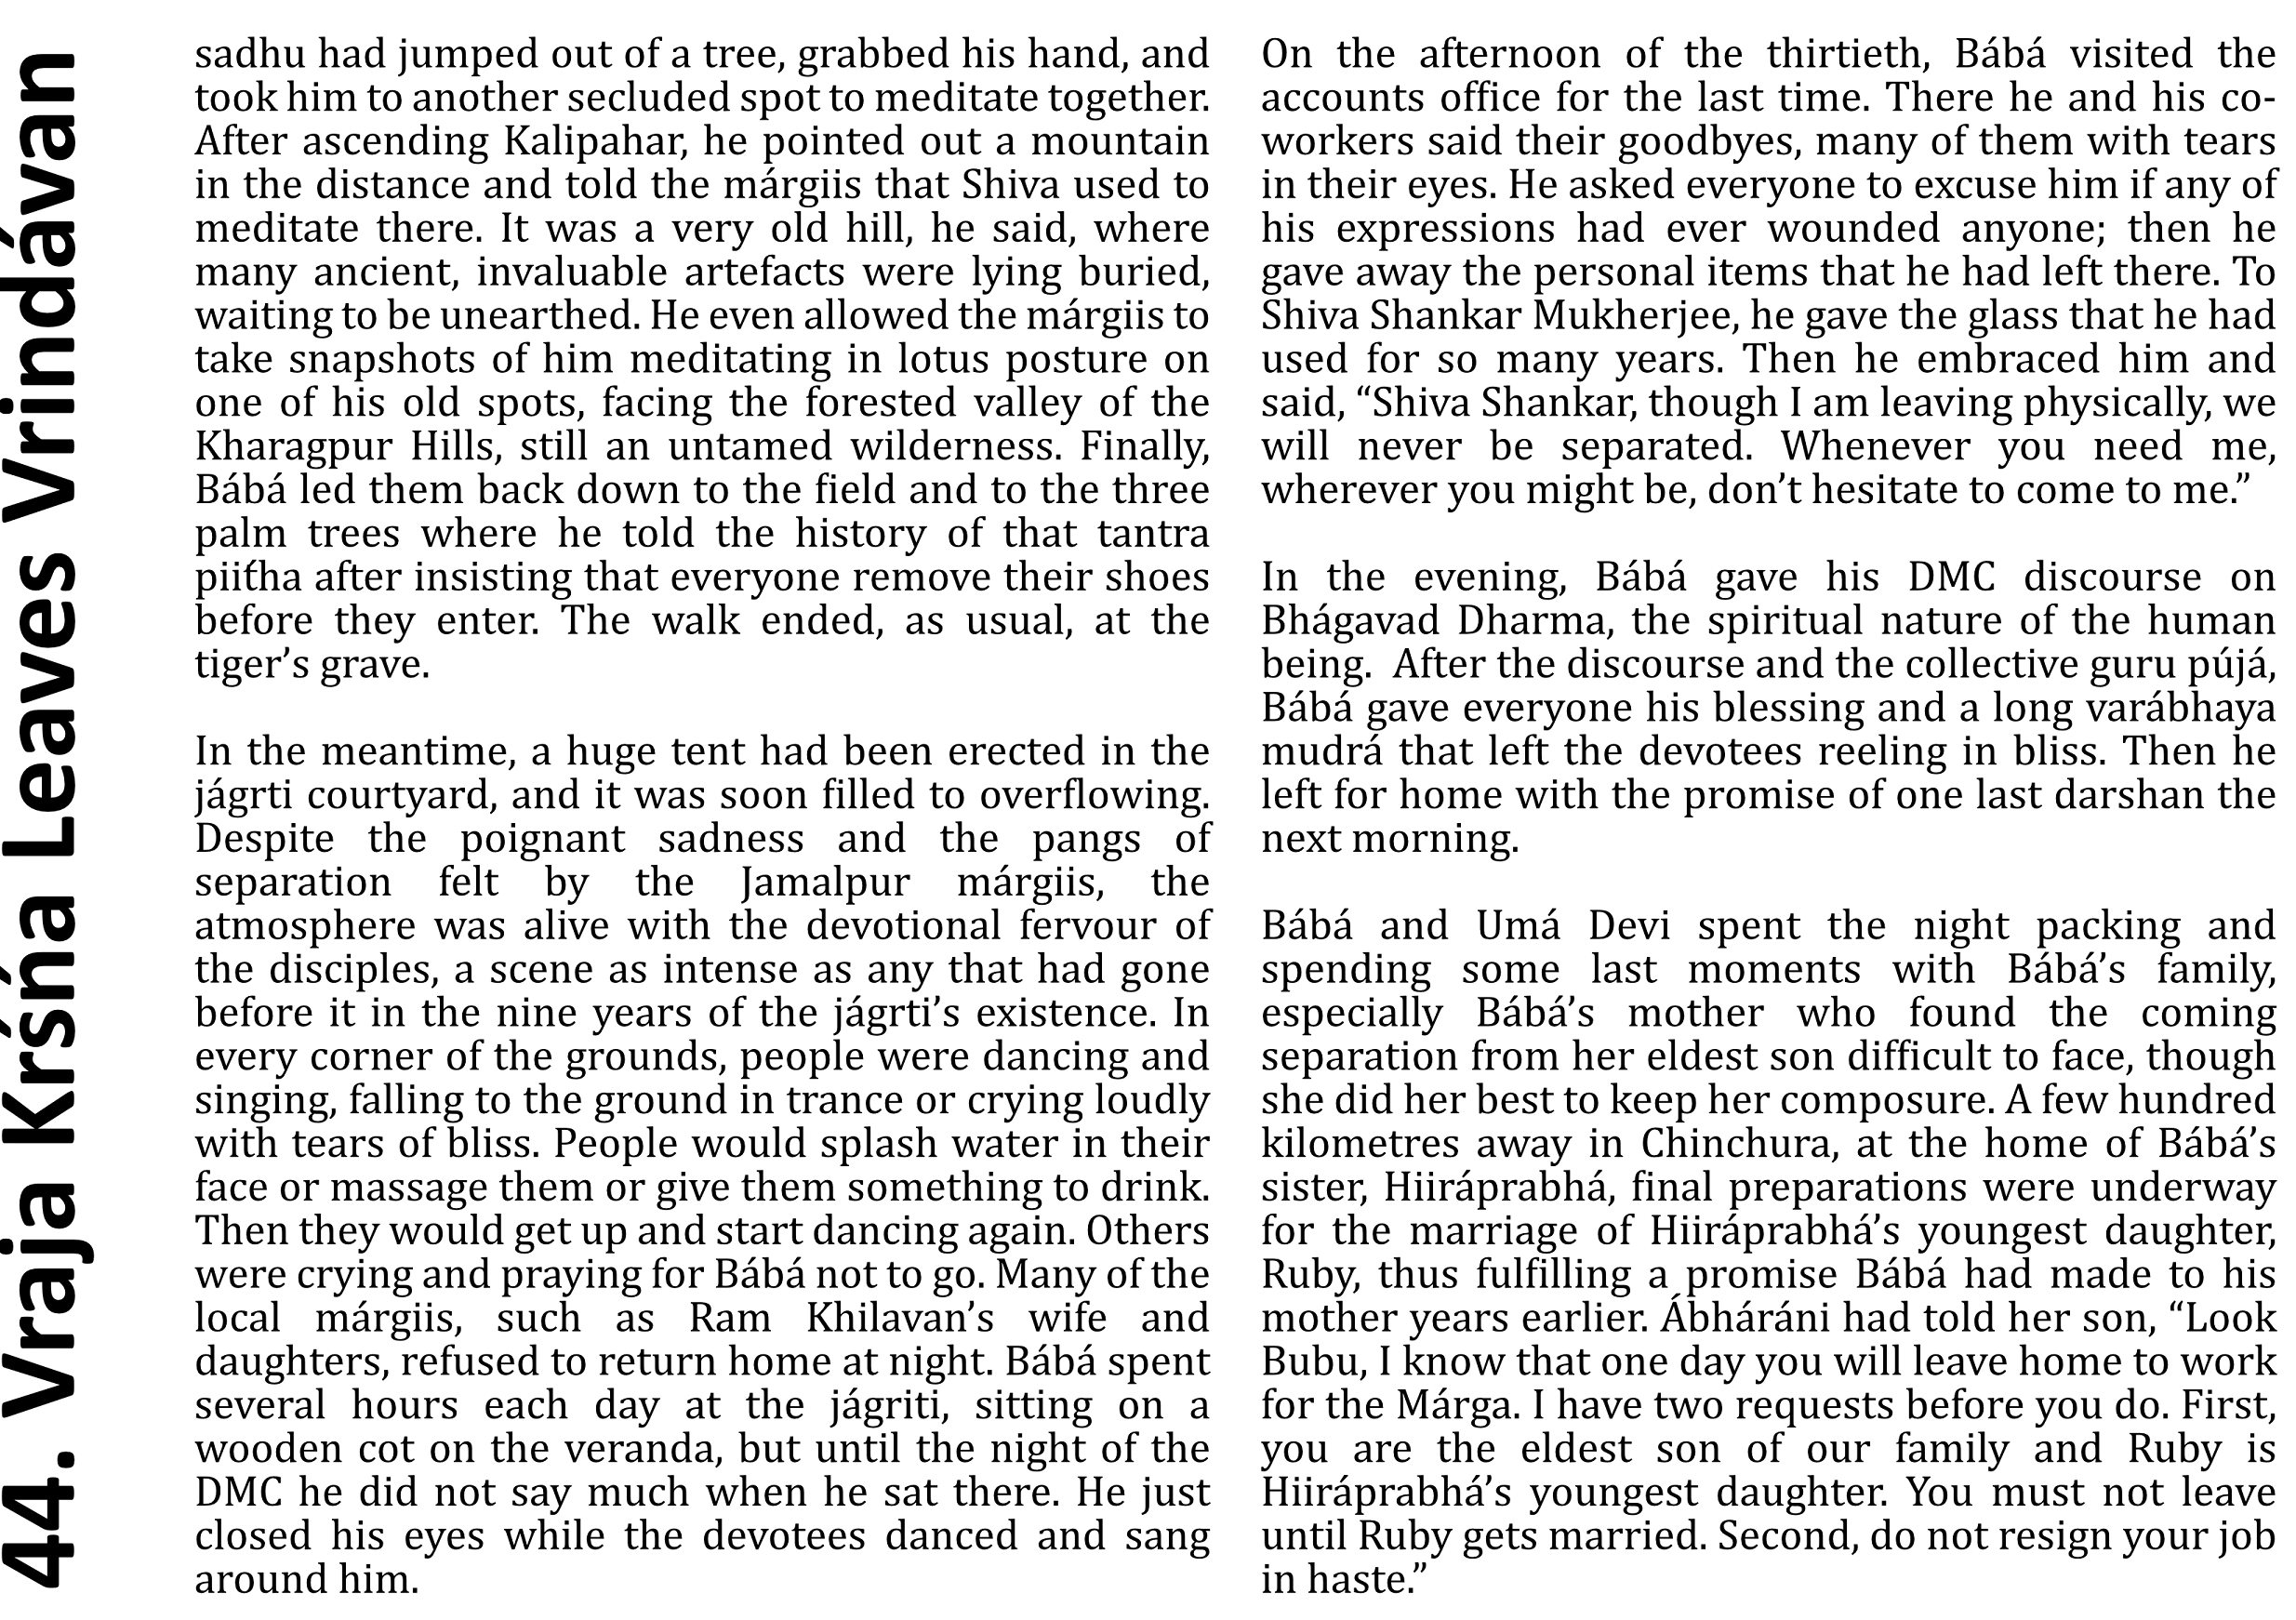 44. Vraja Krśńa Leaves Vrindávan
sadhu had jumped out of a tree, grabbed his hand, and
took him to another secluded spot to meditate together.
After ascending Kalipahar, he pointed out a mountain
in the distance and told the márgiis that Shiva used to
meditate there. It was a very old hill, he said, where
many ancient, invaluable artefacts were lying buried,
waiting to be unearthed. He even allowed the márgiis to
take snapshots of him meditating in lotus posture on
one of his old spots, facing the forested valley of the
Kharagpur Hills, still an untamed wilderness. Finally,
Bábá led them back down to the field and to the three
palm trees where he told the history of that tantra
piit́ha after insisting that everyone remove their shoes
before they enter. The walk ended, as usual, at the
tiger’s grave.

In the meantime, a huge tent had been erected in the
jágrti courtyard, and it was soon filled to overflowing.
Despite the poignant sadness and the pangs of
separation felt by the Jamalpur márgiis, the
atmosphere was alive with the devotional fervour of
the disciples, a scene as intense as any that had gone
before it in the nine years of the jágrti’s existence. In
every corner of the grounds, people were dancing and
singing, falling to the ground in trance or crying loudly
with tears of bliss. People would splash water in their
face or massage them or give them something to drink.
Then they would get up and start dancing again. Others
were crying and praying for Bábá not to go. Many of the
local márgiis, such as Ram Khilavan’s wife and
daughters, refused to return home at night. Bábá spent
several hours each day at the jágriti, sitting on a
wooden cot on the veranda, but until the night of the
DMC he did not say much when he sat there. He just
closed his eyes while the devotees danced and sang
around him.

On the afternoon of the thirtieth, Bábá visited the
accounts office for the last time. There he and his co-
workers said their goodbyes, many of them with tears
in their eyes. He asked everyone to excuse him if any of
his expressions had ever wounded anyone; then he
gave away the personal items that he had left there. To
Shiva Shankar Mukherjee, he gave the glass that he had
used for so many years. Then he embraced him and
said, “Shiva Shankar, though I am leaving physically, we
will never be separated. Whenever you need me,
wherever you might be, don’t hesitate to come to me.”

In the evening, Bábá gave his DMC discourse on
Bhágavad Dharma, the spiritual nature of the human
being. After the discourse and the collective guru pújá,
Bábá gave everyone his blessing and a long varábhaya
mudrá that left the devotees reeling in bliss. Then he
left for home with the promise of one last darshan the
next morning.

Bábá and Umá Devi spent the night packing and
spending some last moments with Bábá’s family,
especially Bábá’s mother who found the coming
separation from her eldest son difficult to face, though
she did her best to keep her composure. A few hundred
kilometres away in Chinchura, at the home of Bábá’s
sister, Hiiráprabhá, final preparations were underway
for the marriage of Hiiráprabhá’s youngest daughter,
Ruby, thus fulfilling a promise Bábá had made to his
mother years earlier. Ábháráni had told her son, “Look
Bubu, I know that one day you will leave home to work
for the Márga. I have two requests before you do. First,
you are the eldest son of our family and Ruby is
Hiiráprabhá’s youngest daughter. You must not leave
until Ruby gets married. Second, do not resign your job
in haste.”